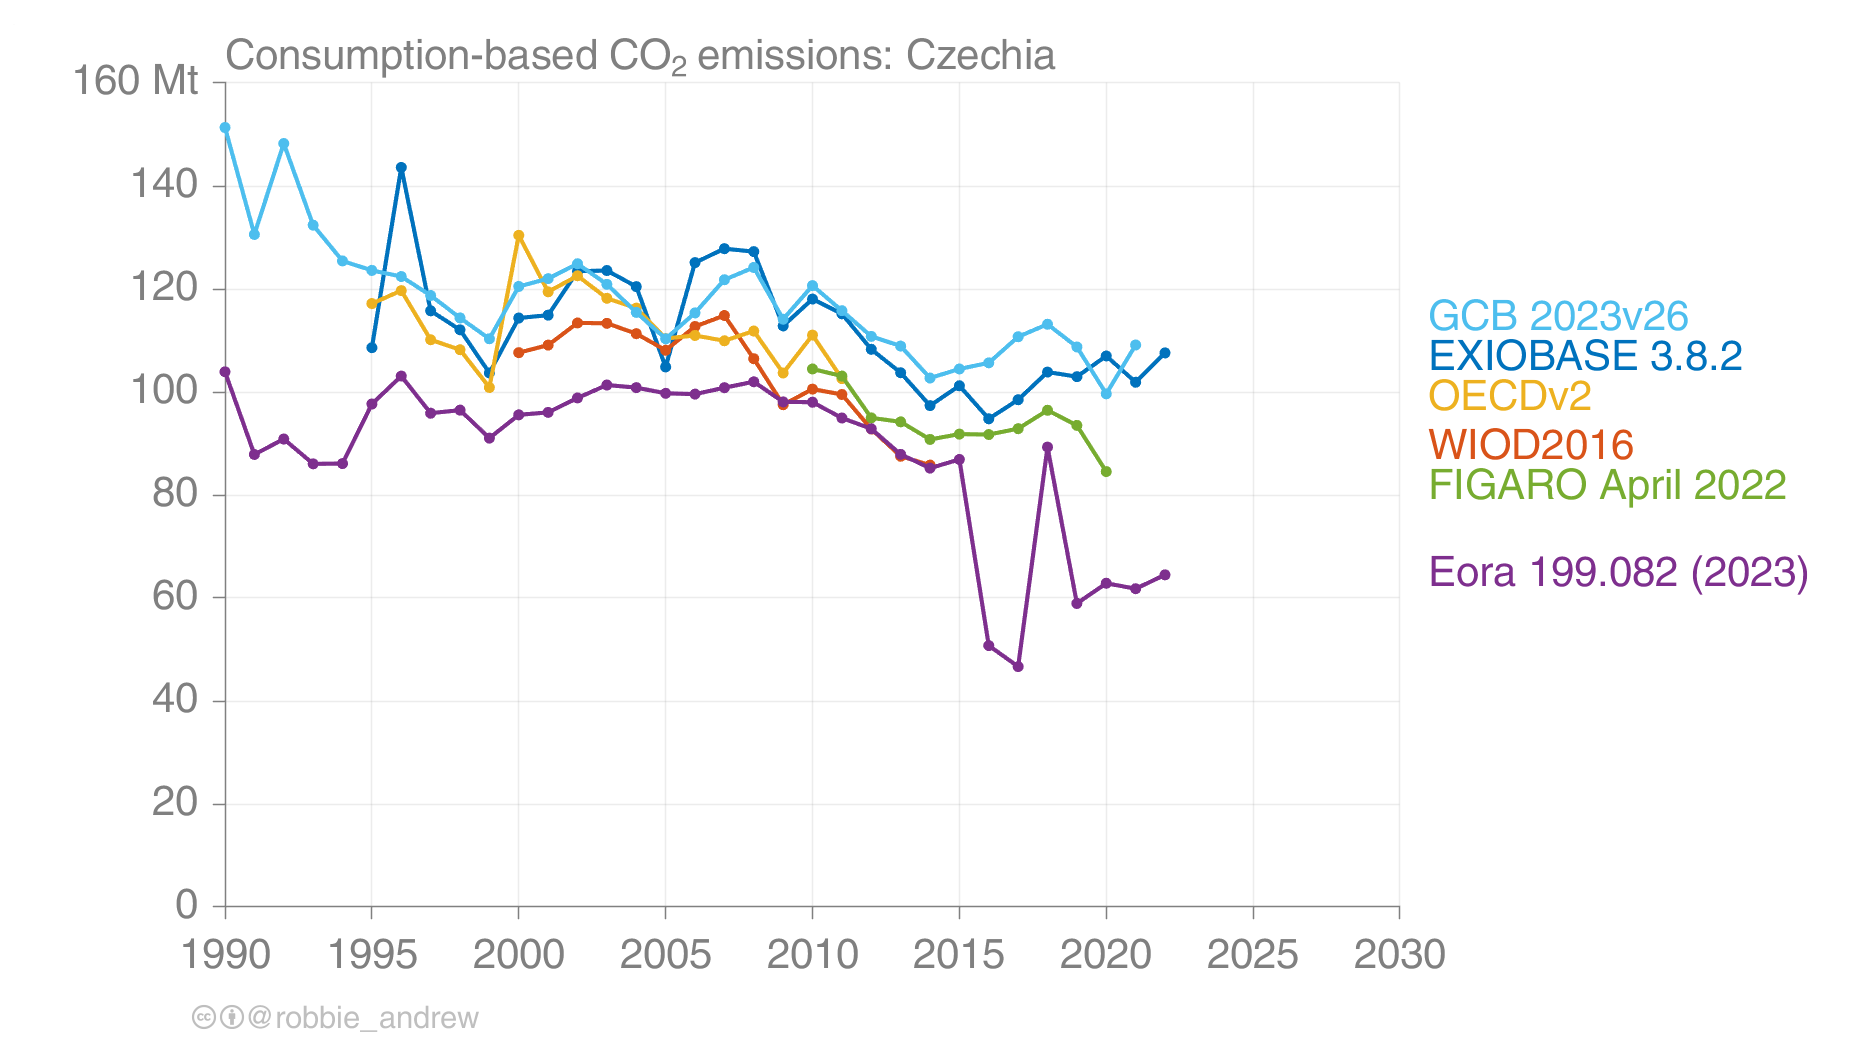 Consumption-based CO₂ emissions: Czechia
160 Mt
140
120
100
80
60
40
20
0
1990 1995 2000 2005 2010 2015 2020 2025 2030
GCB 2023v26
EXIOBASE 3.8.2
OECDv2
WIOD2016
FIGARO April 2022
Eora 199.082 (2023)
cc @robbie_andrew